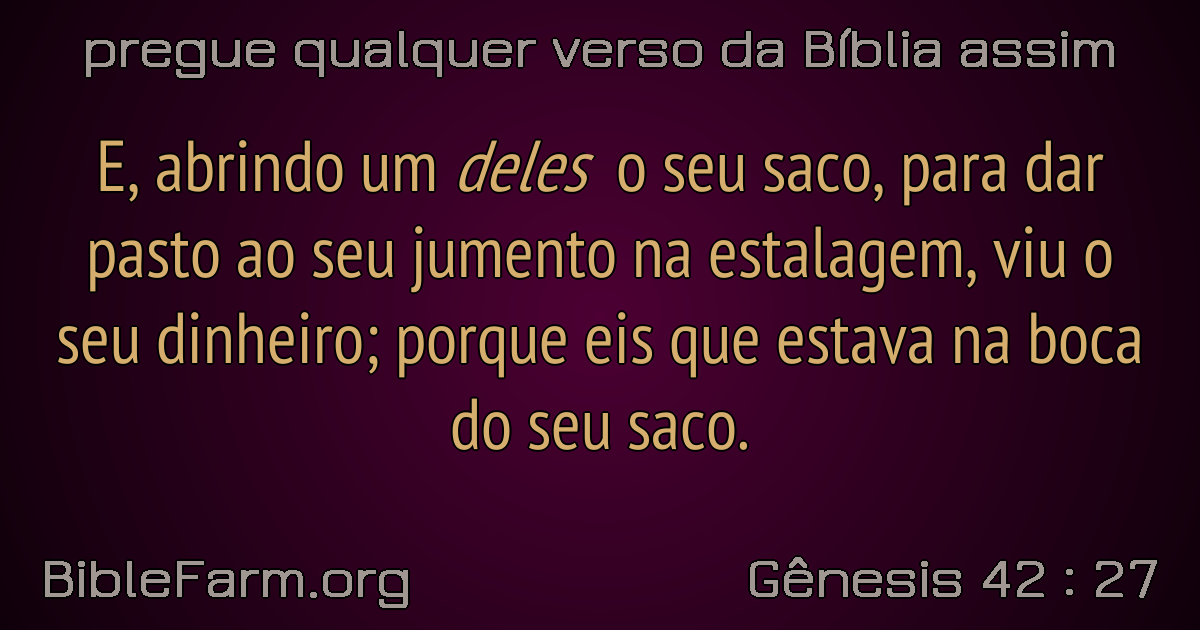 pregue qualquer verso da Bíblia assim
E, abrindo um deles o seu saco, para dar
pasto ao seu jumento na estalagem, viu o
seu dinheiro; porque eis que estava na boca
do seu saco.
BibleFarm.org
Gênesis 42 : 27